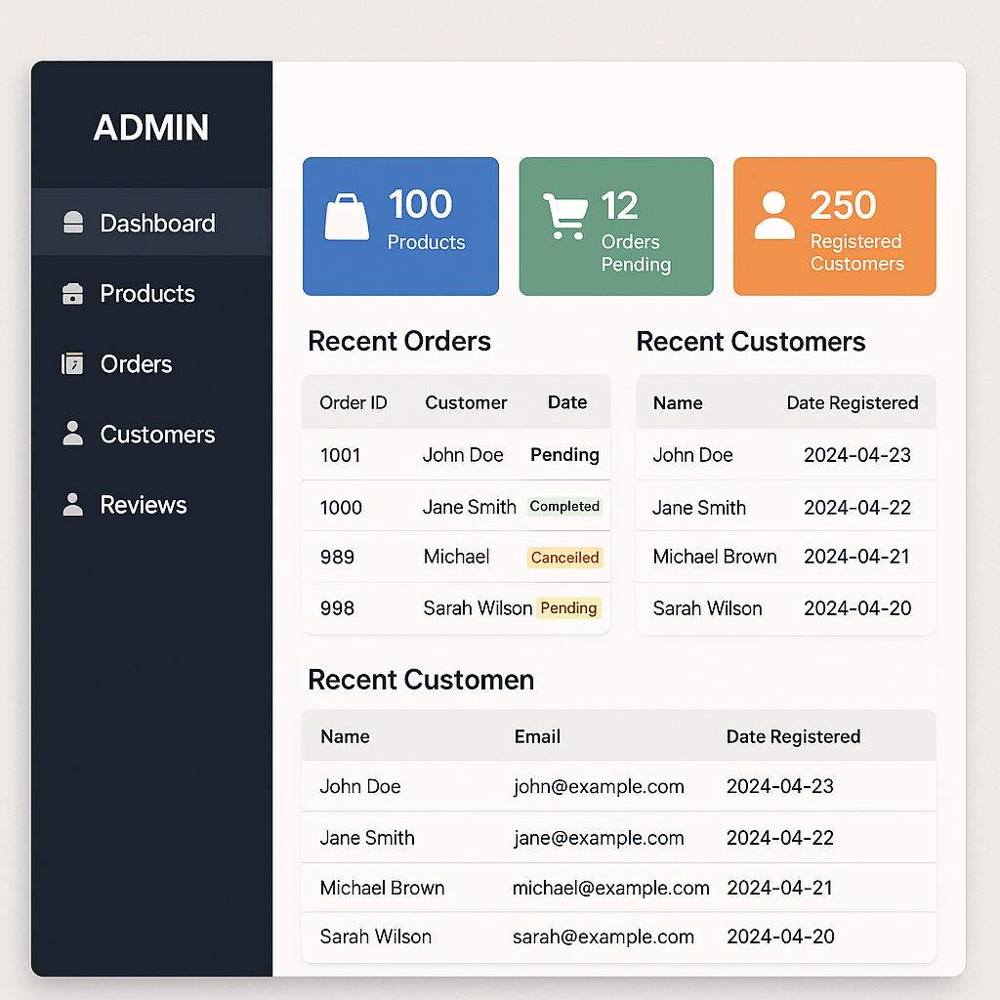 ADMIN
Dashboard
Products
Orders
Customers
Reviews
100
Products
12
Orders
Pending
250
Registered
Customers
Recent Orders
Order ID Customer Date
1001 John Doe Pending
1000 Jane Smith Completed
989 Michael Canceiled
998 Sarah Wilson Pending
Recent Customers
Name Date Registered
John Doe 2024-04-23
Jane Smith 2024-04-22
Michael Brown 2024-04-21
Sarah Wilson 2024-04-20
Recent Customen
Name Email Date Registered
John Doe john@example.com 2024-04-23
Jane Smith jane@example.com 2024-04-22
Michael Brown michael@example.com 2024-04-21
Sarah Wilson sarah@example.com 2024-04-20